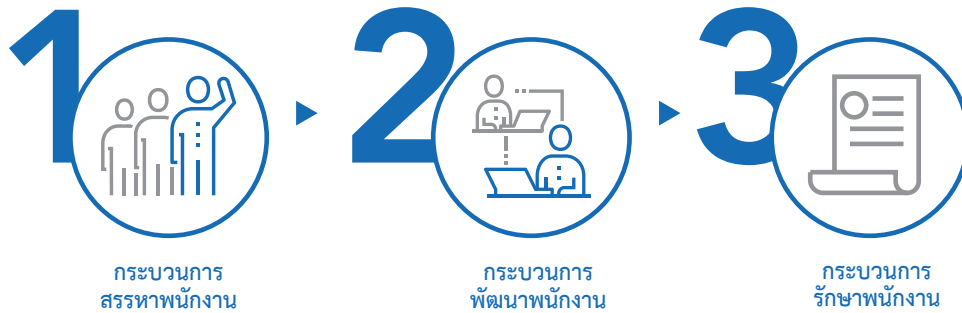 1
2
3
กระบวนการ
สรรหาพนักงาน
กระบวนการ
พัฒนาพนักงาน
กระบวนการ
รักษาพนักงาน